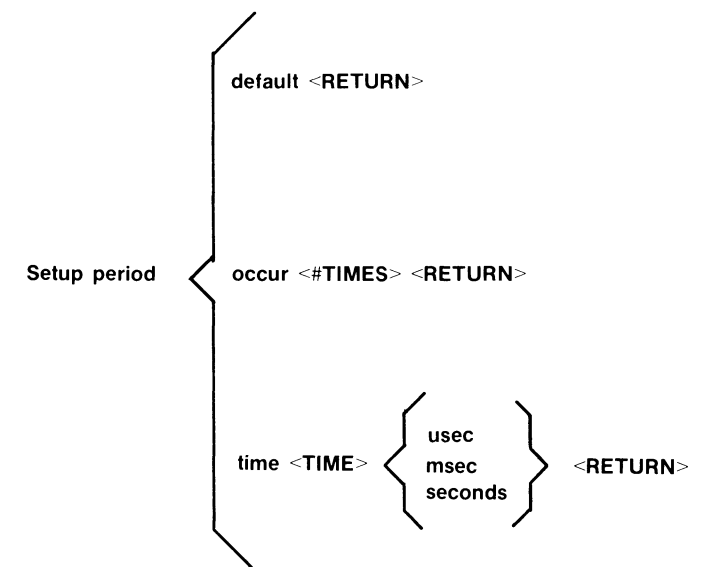 default <RETURN>
Setup period
occur <#TIMES> <RETURN>
time <TIME>
usec
msec
seconds
<RETURN>